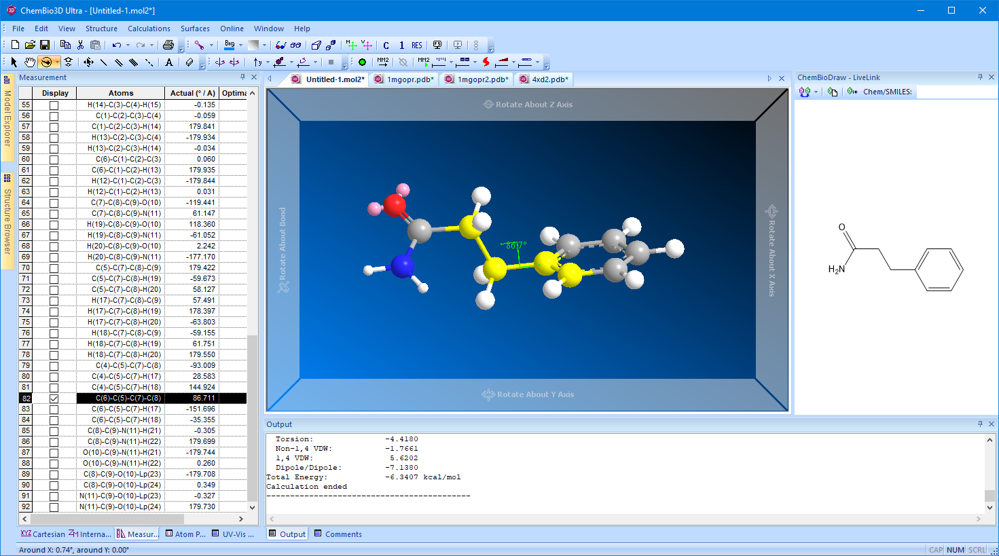 ChemBio3D Ultra - [Untitled-1.mol2*]
File Edit View Structure Calculations Surfaces Online Window Help
Bkg C 1 RES FS
A MM2 MM2
Measurement
Display Atoms Actual (° / A) Optima
55 H(14)-C(3)-C(4)-H(15) -0.135
56 C(1)-C(2)-C(3)-C(4) -0.059
57 C(1)-C(2)-C(3)-H(14) 179.841
58 H(13)-C(2)-C(3)-C(4) -179.934
59 H(13)-C(2)-C(3)-H(14) -0.034
60 C(6)-C(1)-C(2)-C(3) 0.060
61 C(6)-C(1)-C(2)-H(13) 179.935
62 H(12)-C(1)-C(2)-C(3) -179.844
63 H(12)-C(1)-C(2)-H(13) 0.031
64 C(7)-C(8)-C(9)-O(10) -119.441
65 C(7)-C(8)-C(9)-N(11) 61.147
66 H(19)-C(8)-C(9)-O(10) 118.360
67 H(19)-C(8)-C(9)-N(11) -61.052
68 H(20)-C(8)-C(9)-O(10) 2.242
69 H(20)-C(8)-C(9)-N(11) -177.170
70 C(5)-C(7)-C(8)-C(9) 179.422
71 C(5)-C(7)-C(8)-H(19) -59.673
72 C(5)-C(7)-C(8)-H(20) 58.127
73 H(17)-C(7)-C(8)-C(9) 57.491
74 H(17)-C(7)-C(8)-H(19) 178.397
75 H(17)-C(7)-C(8)-H(20) -63.803
76 H(18)-C(7)-C(8)-C(9) -59.155
77 H(18)-C(7)-C(8)-H(19) 61.751
78 H(18)-C(7)-C(8)-H(20) 179.550
79 C(4)-C(5)-C(7)-C(8) -93.009
80 C(4)-C(5)-C(7)-H(17) 28.583
81 C(4)-C(5)-C(7)-H(18) 144.924
82 C(6)-C(5)-C(7)-C(8) 86.711
83 C(6)-C(5)-C(7)-H(17) -151.696
84 C(6)-C(5)-C(7)-H(18) -35.355
85 C(8)-C(9)-N(11)-H(21) -0.305
86 C(8)-C(9)-N(11)-H(22) 179.699
87 O(10)-C(9)-N(11)-H(21) -179.744
88 O(10)-C(9)-N(11)-H(22) 0.260
89 C(8)-C(9)-O(10)-Lp(23) -179.708
90 C(8)-C(9)-O(10)-Lp(24) 0.349
91 N(11)-C(9)-O(10)-Lp(23) -0.327
92 N(11)-C(9)-O(10)-Lp(24) 179.730
Model Explorer
Structure Browser
XYZ Cartesian Interna... Measur... Atom P... UV-Vis ...
Untitled-1.mol2* 1mgopr.pdb* 1mgopr2.pdb* 4xd2.pdb*
Rotate About Z Axis
Rotate About Bond
86.7°
Rotate About X Axis
Rotate About Y Axis
Output
Torsion: -4.4180
Non-1,4 VDW: -1.7661
1,4 VDW: 5.6202
Dipole/Dipole: -7.1380
Total Energy: -6.3407 kcal/mol
Calculation ended
-------------------------------------------
Output Comments
ChemBioDraw - LiveLink
Chem/SMILES:
O
H2N
Around X: 0.74°, around Y: 0.00°
CAP NUM SCRL